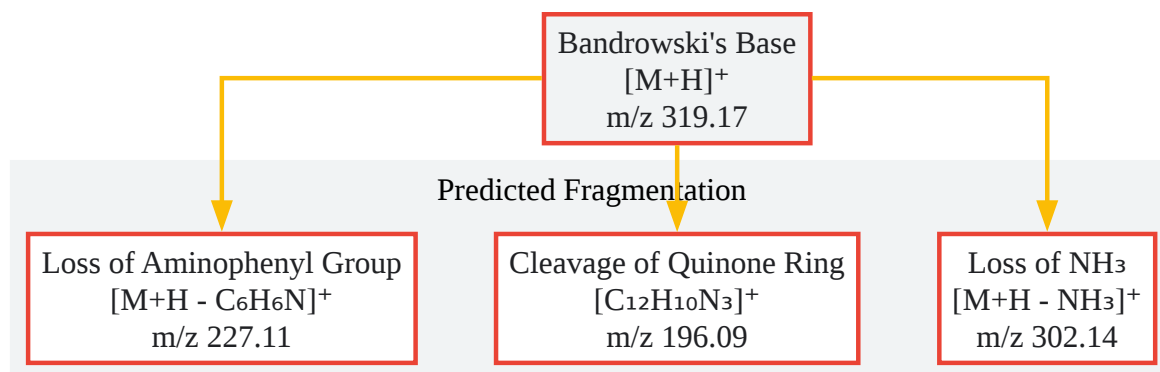 Bandrowski's Base
[M+H]⁺
m/z 319.17
Predicted Fragmentation
Loss of Aminophenyl Group
[M+H - C₆H₆N]⁺
m/z 227.11
Cleavage of Quinone Ring
[C₁₂H₁₀N₃]⁺
m/z 196.09
Loss of NH₃
[M+H - NH₃]⁺
m/z 302.14